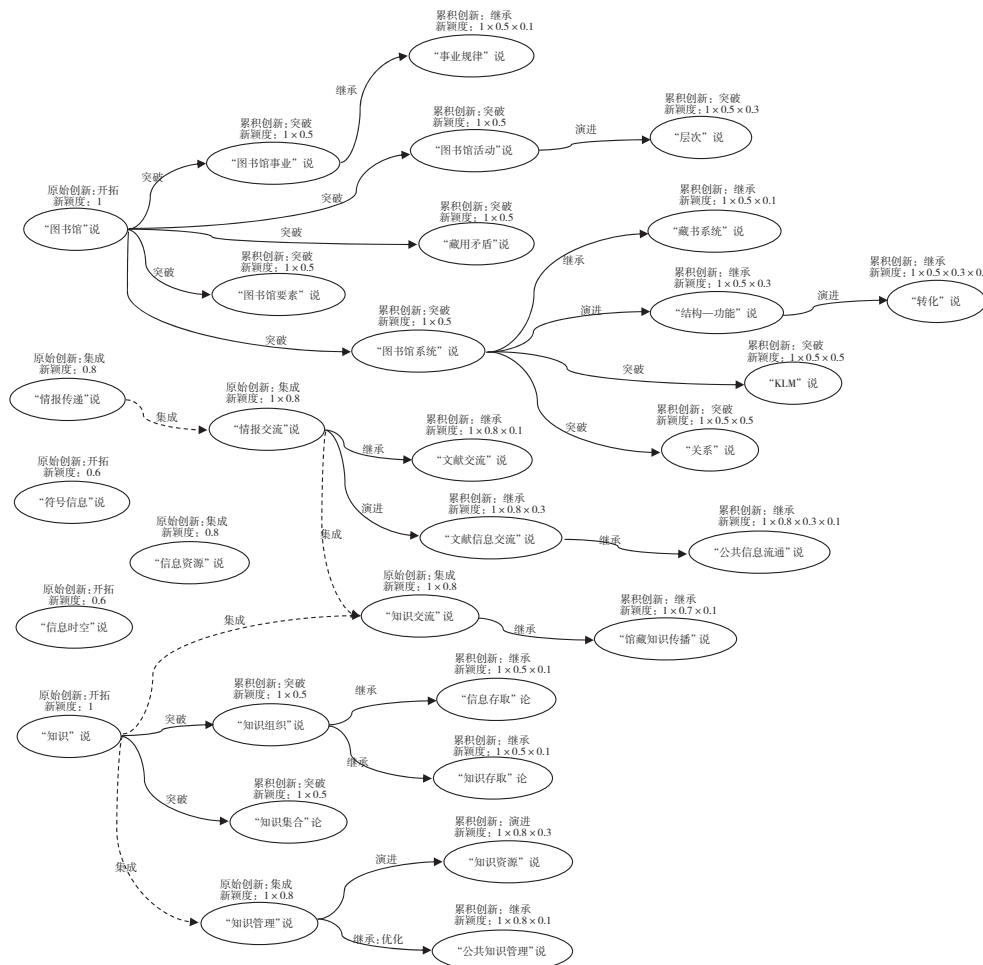 累积创新：继承
新颖度：1×0.5×0.1
“事业规律”说
继承
累积创新：突破
新颖度：1×0.5
“图书馆事业”说
累积创新：突破
新颖度：1×0.5
“图书馆活动”说
演进
累积创新：突破
新颖度：1×0.5×0.3
“层次”说
原始创新：开拓
新颖度：1
“图书馆”说
突破
突破
突破
突破
突破
累积创新：突破
新颖度：1×0.5
“藏用矛盾”说
累积创新：突破
新颖度：1×0.5
“图书馆要素”说
累积创新：突破
新颖度：1×0.5
“图书馆系统”说
继承
演进
突破
突破
累积创新：继承
新颖度：1×0.5×0.1
“藏书系统”说
累积创新：继承
新颖度：1×0.5×0.3
“结构—功能”说
演进
累积创新：继承
新颖度：1×0.5×0.3×0.
“转化”说
累积创新：突破
新颖度：1×0.5×0.5
“KLM”说
累积创新：突破
新颖度：1×0.5×0.5
“关系”说
原始创新：集成
新颖度：0.8
“情报传递”说
集成
原始创新：集成
新颖度：1×0.8
“情报交流”说
继承
演进
集成
累积创新：继承
新颖度：1×0.8×0.1
“文献交流”说
累积创新：继承
新颖度：1×0.8×0.3
“文献信息交流”说
继承
累积创新：继承
新颖度：1×0.8×0.3×0.1
“公共信息流通”说
原始创新：开拓
新颖度：0.6
“符号信息”说
原始创新：集成
新颖度：0.8
“信息资源”说
原始创新：开拓
新颖度：0.6
“信息时空”说
集成
原始创新：集成
新颖度：1×0.8
“知识交流”说
继承
累积创新：继承
新颖度：1×0.7×0.1
“馆藏知识传播”说
原始创新：开拓
新颖度：1
“知识”说
突破
突破
集成
累积创新：突破
新颖度：1×0.5
“知识组织”说
继承
继承
累积创新：继承
新颖度：1×0.5×0.1
“信息存取”论
累积创新：继承
新颖度：1×0.5×0.1
“知识存取”论
累积创新：突破
新颖度：1×0.5
“知识集合”论
原始创新：集成
新颖度：1×0.8
“知识管理”说
演进
继承；优化
累积创新：演进
新颖度：1×0.8×0.3
“知识资源”说
累积创新：继承
新颖度：1×0.8×0.1
“公共知识管理”说